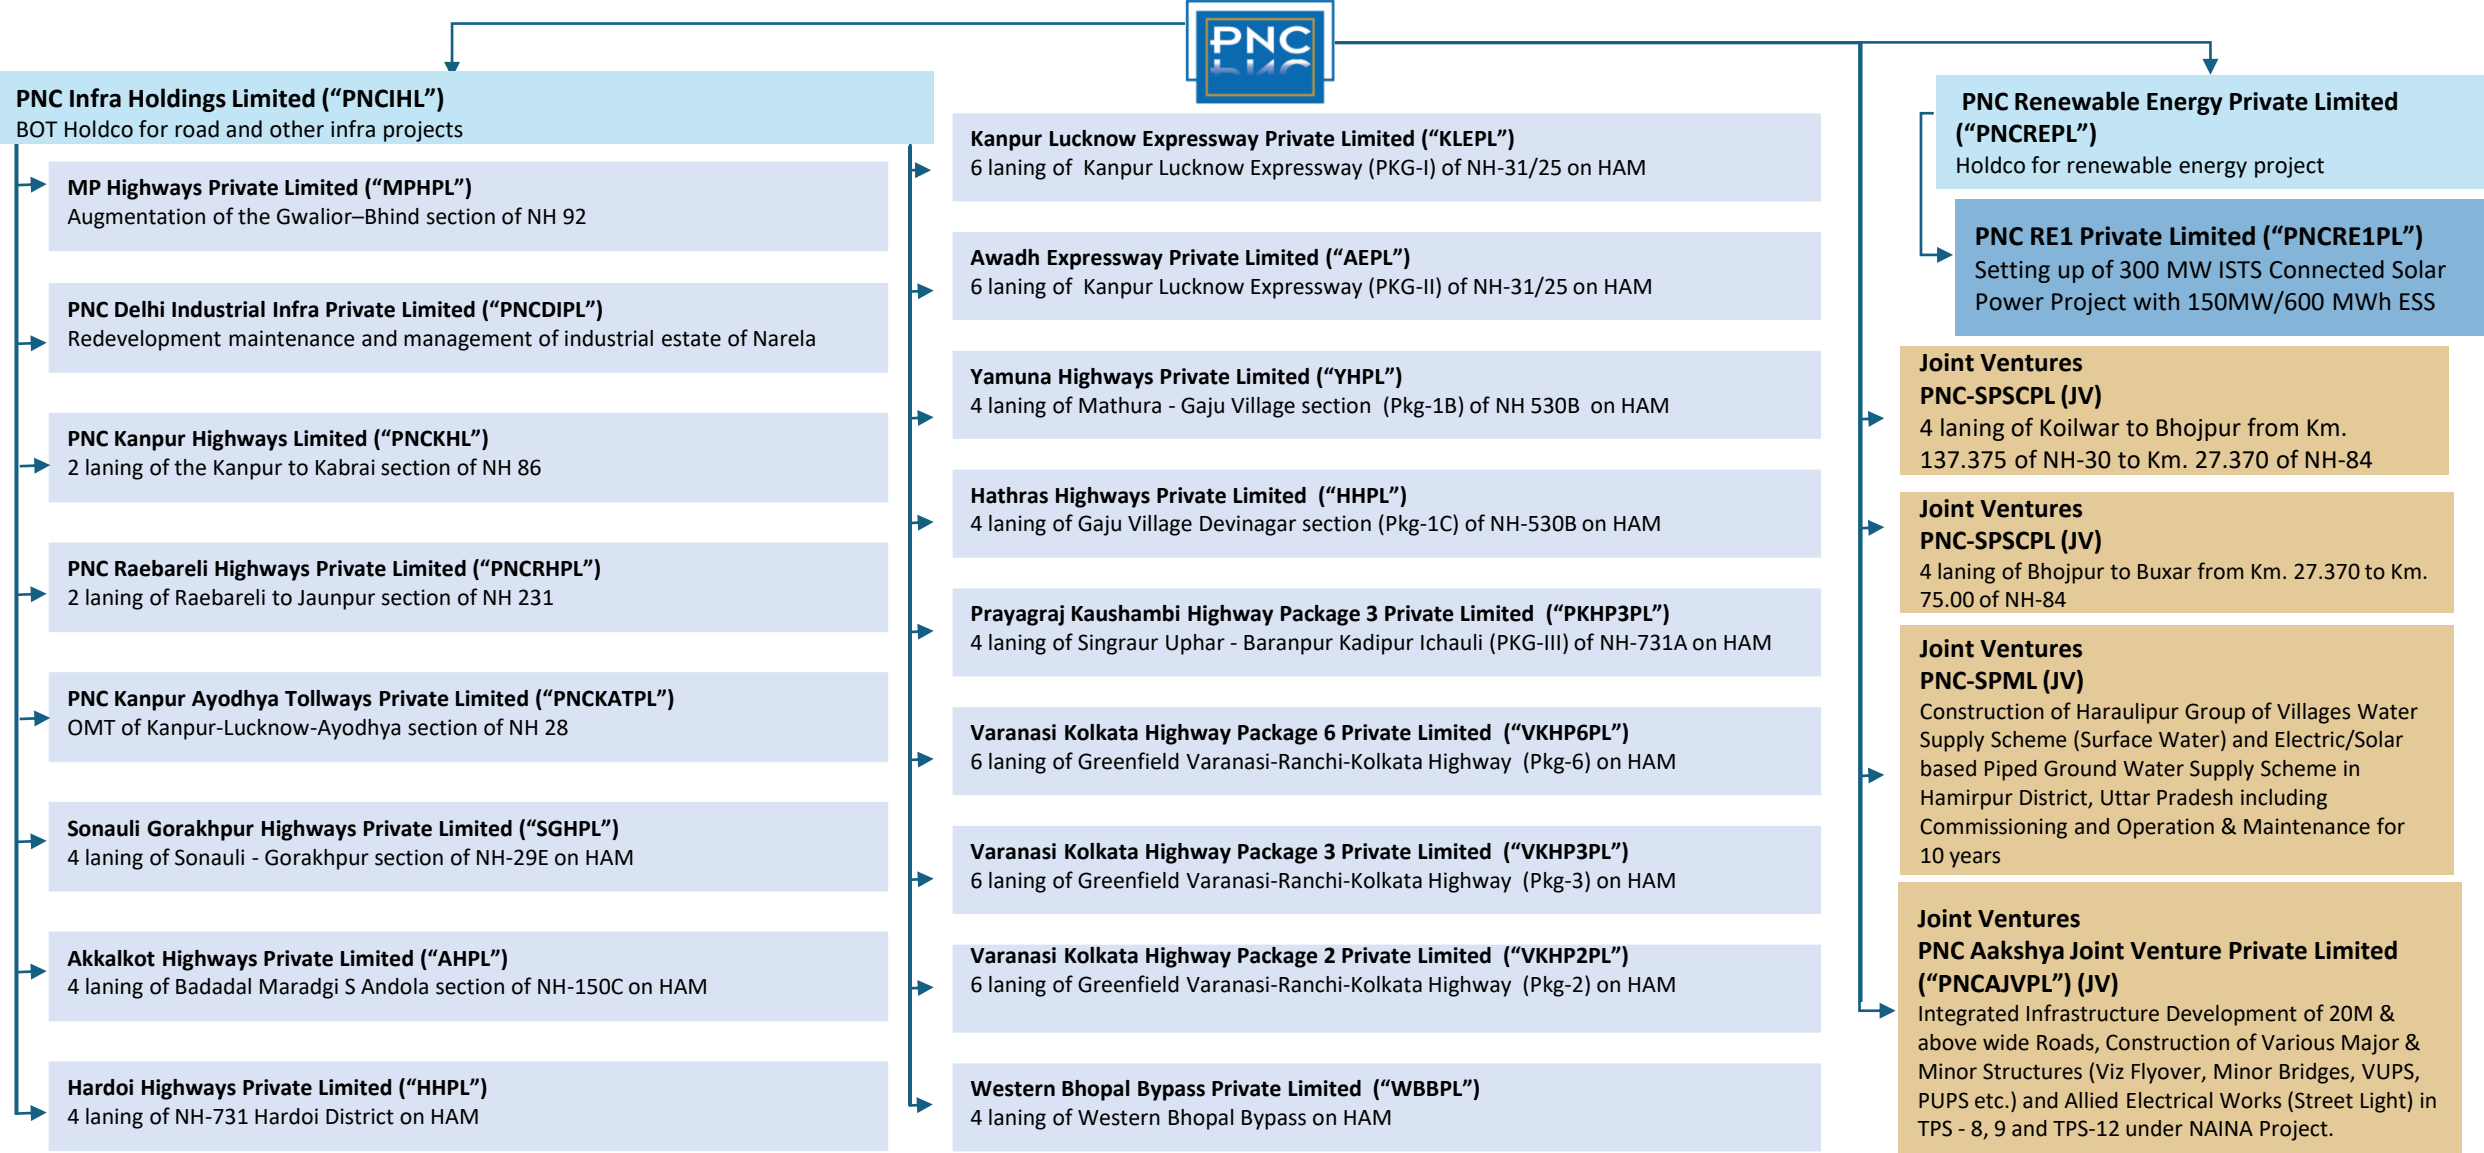 PNC
PNC Infra Holdings Limited (“PNCIHL”)
BOT Holdco for road and other infra projects
MP Highways Private Limited (“MPHPL”)
Augmentation of the Gwalior–Bhind section of NH 92
PNC Delhi Industrial Infra Private Limited (“PNCDIPL”)
Redevelopment maintenance and management of industrial estate of Narela
PNC Kanpur Highways Limited (“PNCKHL”)
2 laning of the Kanpur to Kabrai section of NH 86
PNC Raebareli Highways Private Limited (“PNCRHPL”)
2 laning of Raebareli to Jaunpur section of NH 231
PNC Kanpur Ayodhya Tollways Private Limited (“PNCKATPL”)
OMT of Kanpur-Lucknow-Ayodhya section of NH 28
Sonauli Gorakhpur Highways Private Limited (“SGHPL”)
4 laning of Sonauli - Gorakhpur section of NH-29E on HAM
Akkalkot Highways Private Limited (“AHPL”)
4 laning of Badadal Maradgi S Andola section of NH-150C on HAM
Hardoi Highways Private Limited (“HHPL”)
4 laning of NH-731 Hardoi District on HAM
Kanpur Lucknow Expressway Private Limited (“KLEPL”)
6 laning of Kanpur Lucknow Expressway (PKG-I) of NH-31/25 on HAM
Awadh Expressway Private Limited (“AEPL”)
6 laning of Kanpur Lucknow Expressway (PKG-II) of NH-31/25 on HAM
Yamuna Highways Private Limited (“YHPL”)
4 laning of Mathura - Gaju Village section (Pkg-1B) of NH 530B on HAM
Hathras Highways Private Limited (“HHPL”)
4 laning of Gaju Village Devinagar section (Pkg-1C) of NH-530B on HAM
Prayagraj Kaushambi Highway Package 3 Private Limited (“PKHP3PL”)
4 laning of Singraur Uphar - Baranpur Kadipur Ichauli (PKG-III) of NH-731A on HAM
Varanasi Kolkata Highway Package 6 Private Limited (“VKHP6PL”)
6 laning of Greenfield Varanasi-Ranchi-Kolkata Highway (Pkg-6) on HAM
Varanasi Kolkata Highway Package 3 Private Limited (“VKHP3PL”)
6 laning of Greenfield Varanasi-Ranchi-Kolkata Highway (Pkg-3) on HAM
Varanasi Kolkata Highway Package 2 Private Limited (“VKHP2PL”)
6 laning of Greenfield Varanasi-Ranchi-Kolkata Highway (Pkg-2) on HAM
Western Bhopal Bypass Private Limited (“WBBPL”)
4 laning of Western Bhopal Bypass on HAM
PNC Renewable Energy Private Limited
(“PNCREPL”)
Holdco for renewable energy project
PNC RE1 Private Limited (“PNCRE1PL”)
Setting up of 300 MW ISTS Connected Solar
Power Project with 150MW/600 MWh ESS
Joint Ventures
PNC-SPSCPL (JV)
4 laning of Koilwar to Bhojpur from Km.
137.375 of NH-30 to Km. 27.370 of NH-84
Joint Ventures
PNC-SPSCPL (JV)
4 laning of Bhojpur to Buxar from Km. 27.370 to Km.
75.00 of NH-84
Joint Ventures
PNC-SPML (JV)
Construction of Haraulipur Group of Villages Water
Supply Scheme (Surface Water) and Electric/Solar
based Piped Ground Water Supply Scheme in
Hamirpur District, Uttar Pradesh including
Commissioning and Operation & Maintenance for
10 years
Joint Ventures
PNC Aakshya Joint Venture Private Limited
(“PNCAJVPL”) (JV)
Integrated Infrastructure Development of 20M &
above wide Roads, Construction of Various Major &
Minor Structures (Viz Flyover, Minor Bridges, VUPS,
PUPS etc.) and Allied Electrical Works (Street Light) in
TPS - 8, 9 and TPS-12 under NAINA Project.